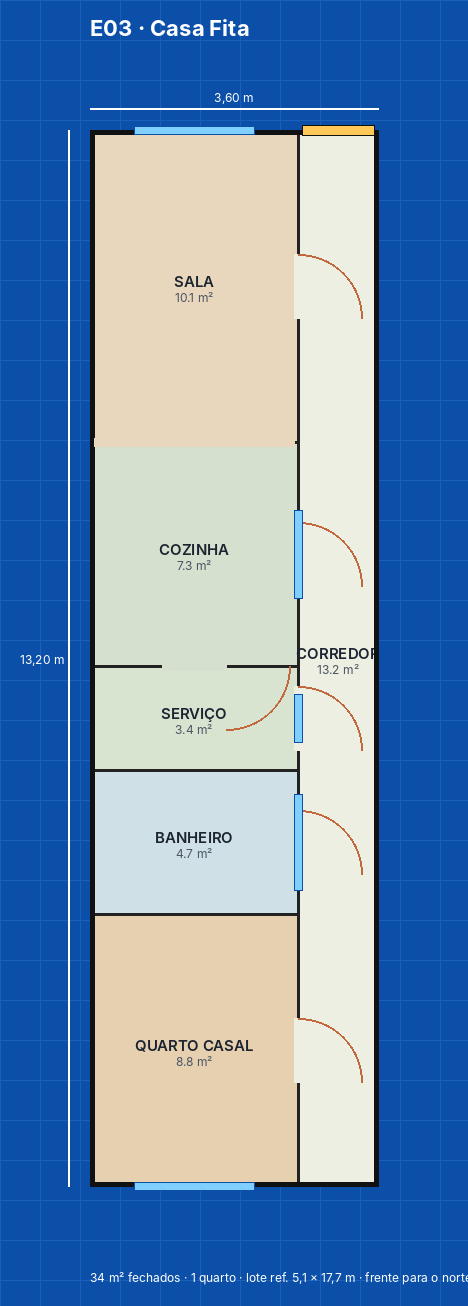 E03 · Casa Fita
3,60 m
SALA
10.1 m²
COZINHA
7.3 m²
CORREDOR
13.2 m²
13,20 m
SERVIÇO
3.4 m²
BANHEIRO
4.7 m²
QUARTO CASAL
8.8 m²
34 m² fechados · 1 quarto · lote ref. 5,1 × 17,7 m · frente para o norte